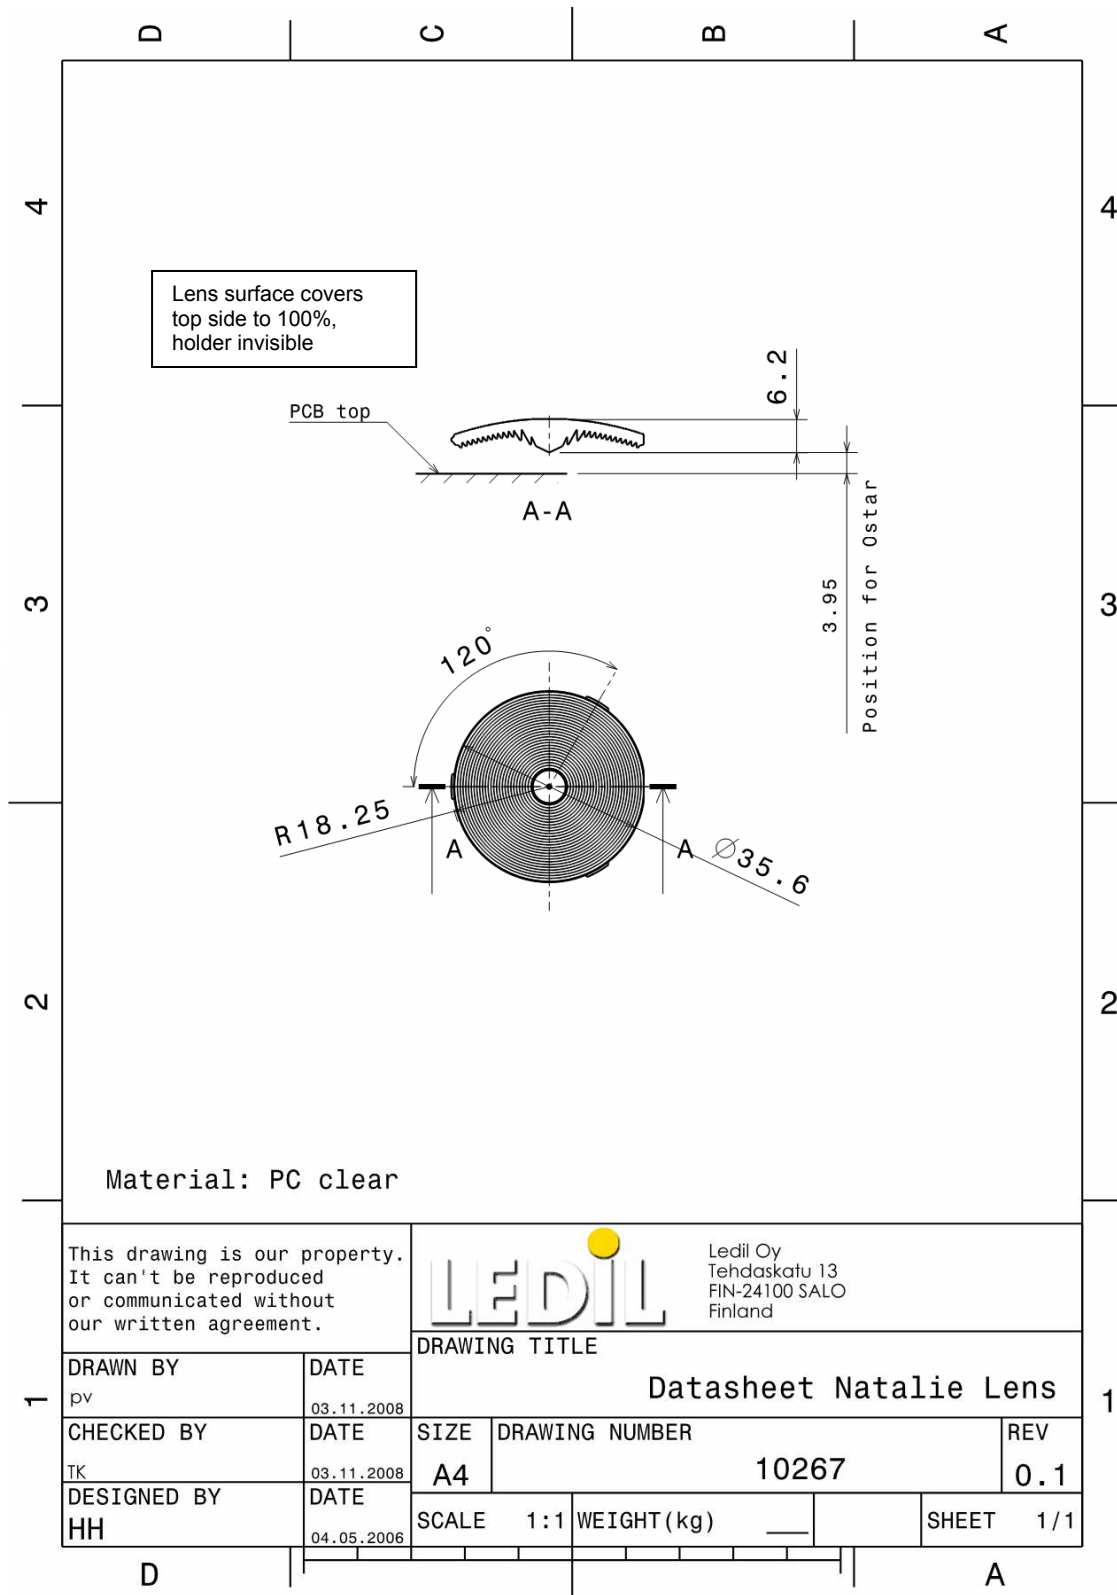 D C B A
4 4
Lens surface covers
top side to 100%,
holder invisible
PCB top
6.2
A-A
3.95
Position for Ostar
3 3
120°
R18.25
A A
Ø35.6
2 2
Material: PC clear
This drawing is our property.
It can't be reproduced
or communicated without
our written agreement.
LEDiL
Ledil Oy
Tehdaskatu 13
FIN-24100 SALO
Finland
DRAWING TITLE
Datasheet Natalie Lens
DRAWN BY DATE
pv 03.11.2008
1 1
CHECKED BY DATE
TK 03.11.2008
SIZE DRAWING NUMBER REV
A4 10267 0.1
DESIGNED BY DATE
HH 04.05.2006
SCALE 1:1 WEIGHT(kg) ___ SHEET 1/1
D A